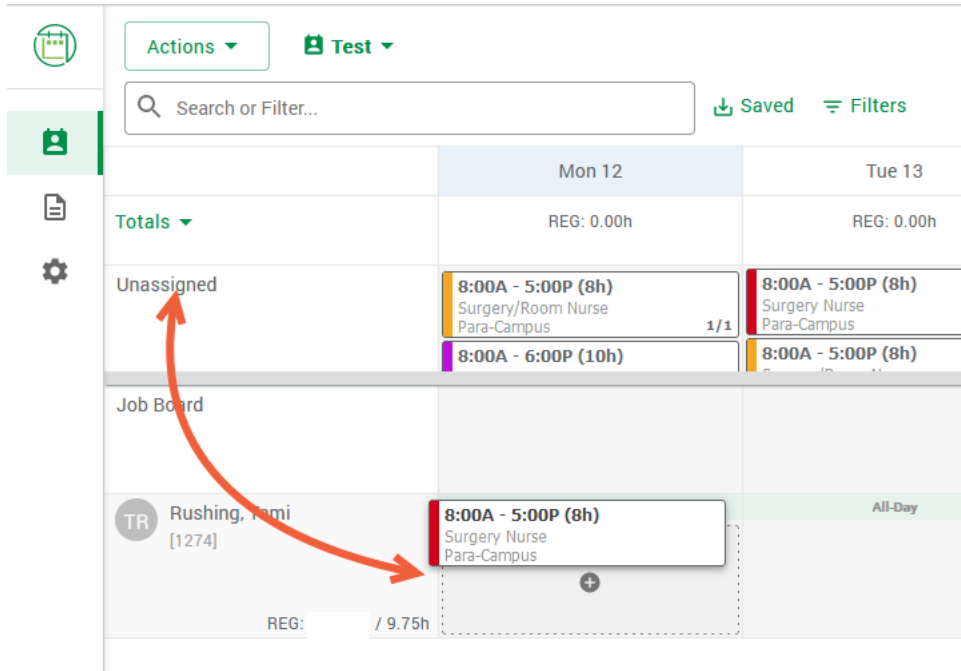 Actions
Test
Search or Filter...
Saved
Filters
Mon 12
Tue 13
Totals
REG: 0.00h
REG: 0.00h
Unassigned
8:00A - 5:00P (8h)
Surgery/Room Nurse
Para-Campus
1/1
8:00A - 6:00P (10h)
8:00A - 5:00P (8h)
Surgery Nurse
Para-Campus
8:00A - 5:00P (8h)
Job Board
TR
Rushing, Tami
[1274]
REG: / 9.75h
8:00A - 5:00P (8h)
Surgery Nurse
Para-Campus
All-Day